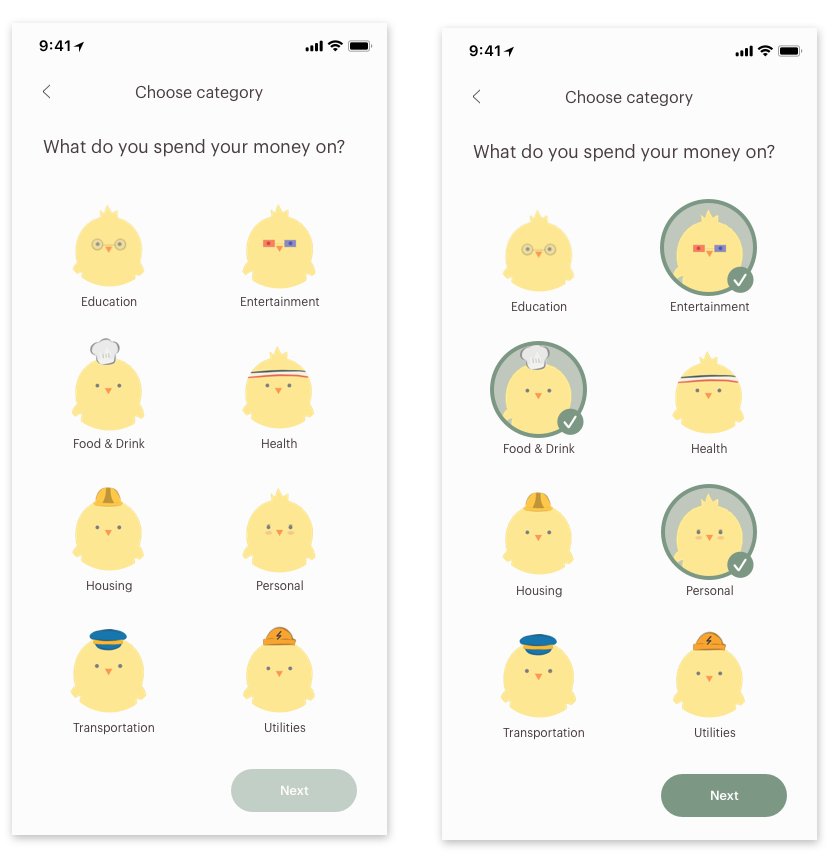 9:41
Choose category
What do you spend your money on?
Education
Entertainment
Food & Drink
Health
Housing
Personal
Transportation
Utilities
Next
9:41
Choose category
What do you spend your money on?
Education
Entertainment
Food & Drink
Health
Housing
Personal
Transportation
Utilities
Next